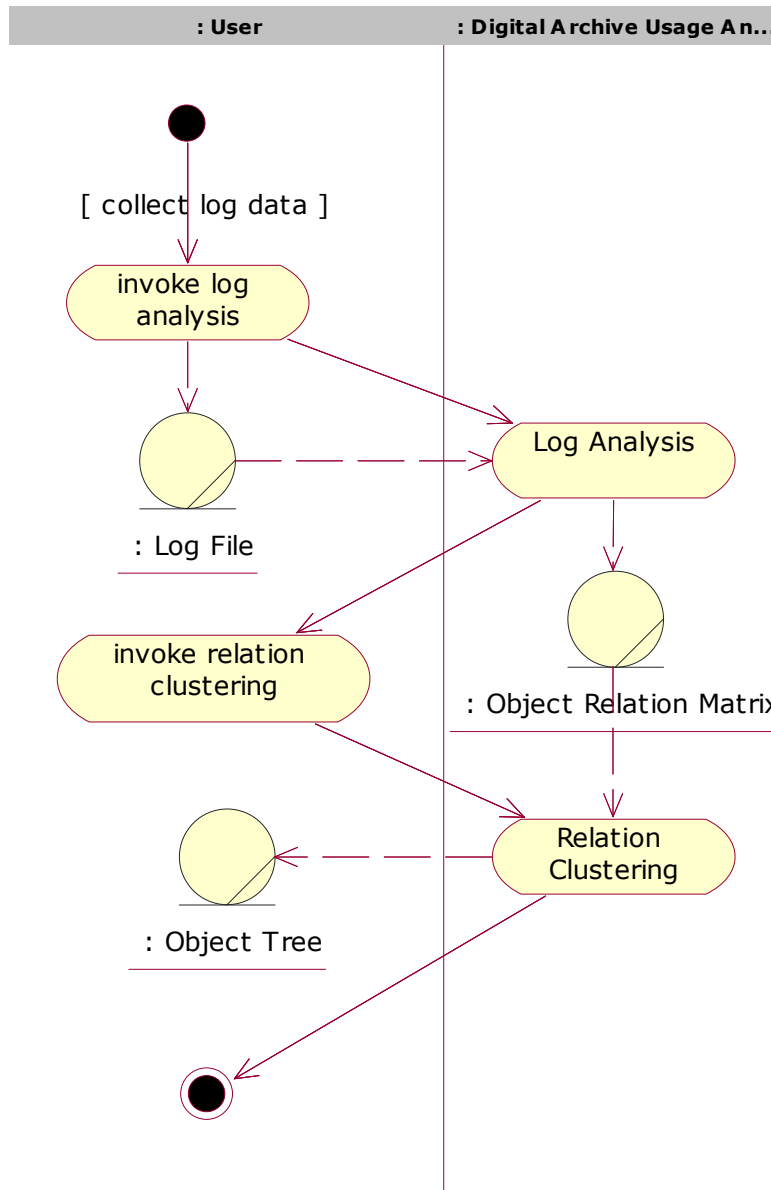 : User
: Digital Archive Usage An...
[ collect log data ]
invoke log
analysis
Log Analysis
: Log File
invoke relation
clustering
: Object Relation Matrix
Relation
Clustering
: Object Tree